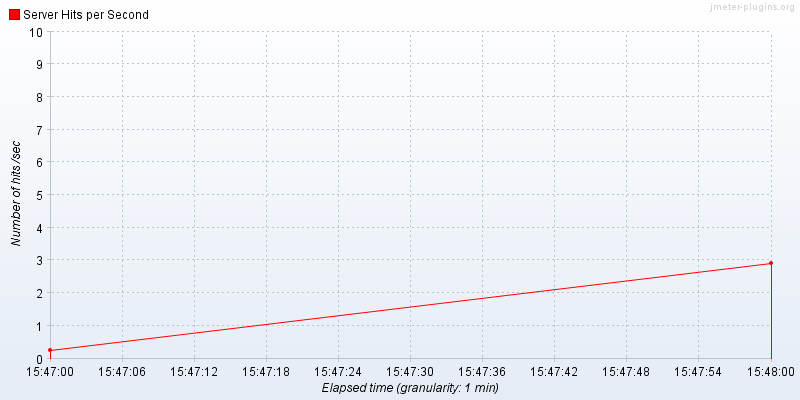 jmeter-plugins.org
Server Hits per Second
10
9
8
7
6
5
4
3
2
1
0
Number of hits /sec
15:47:00 15:47:06 15:47:12 15:47:18 15:47:24 15:47:30 15:47:36 15:47:42 15:47:48 15:47:54 15:48:00
Elapsed time (granularity: 1 min)